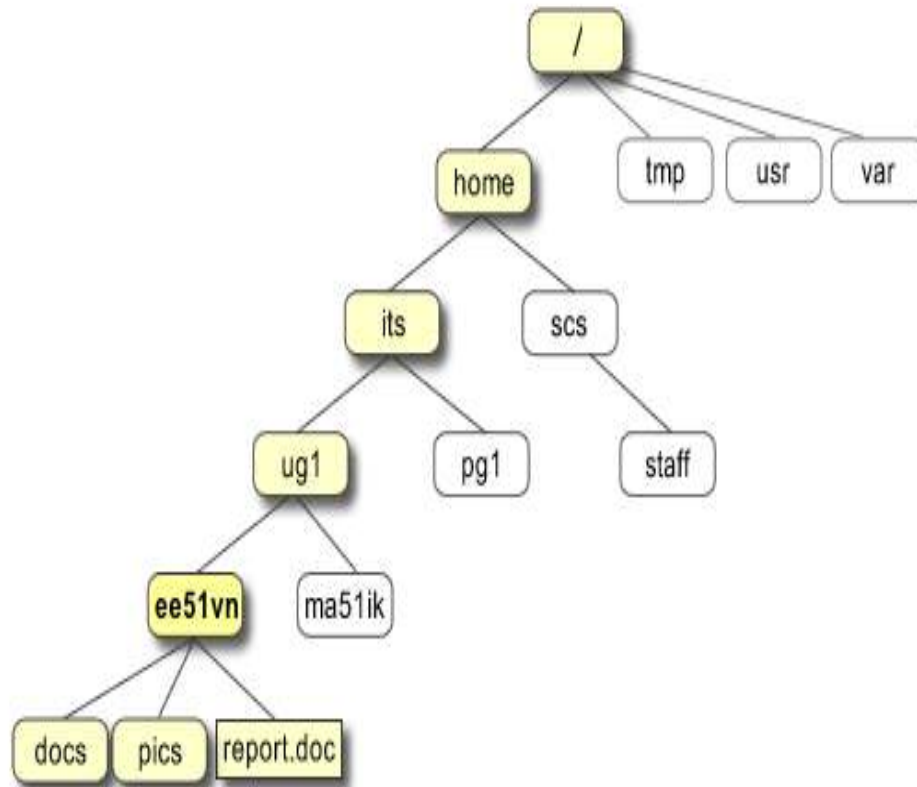 /
home
tmp
usr
var
its
scs
ug1
pg1
staff
ee51vn
ma51ik
docs
pics
report.doc